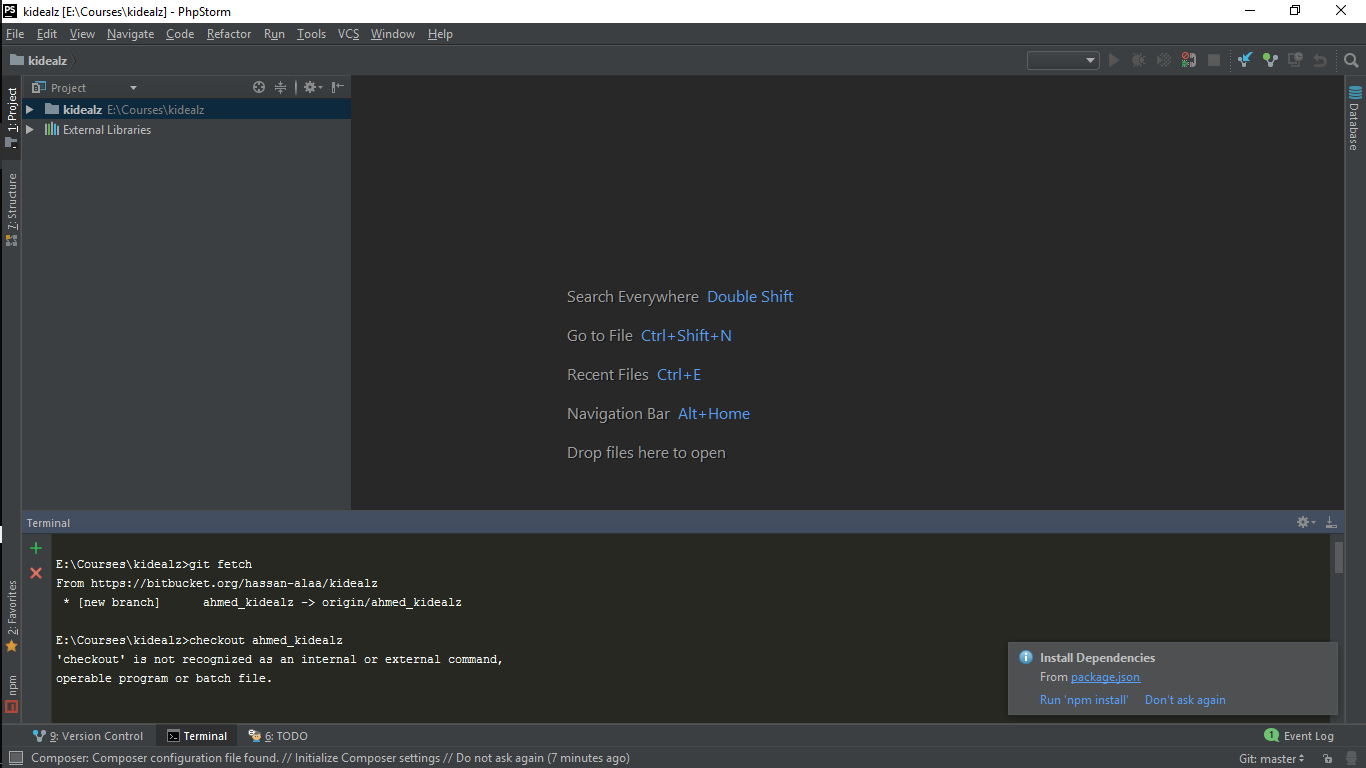 PS kidealz [E:\Courses\kidealz] - PhpStorm
File Edit View Navigate Code Refactor Run Tools VCS Window Help
kidealz
Project
kidealz E:\Courses\kidealz
External Libraries
1: Project
7: Structure
2: Favorites
npm
Database
Search Everywhere Double Shift
Go to File Ctrl+Shift+N
Recent Files Ctrl+E
Navigation Bar Alt+Home
Drop files here to open
Terminal
E:\Courses\kidealz>git fetch
From https://bitbucket.org/hassan-alaa/kidealz
* [new branch] ahmed_kidealz -> origin/ahmed_kidealz
E:\Courses\kidealz>checkout ahmed_kidealz
'checkout' is not recognized as an internal or external command,
operable program or batch file.
Install Dependencies
From package.json
Run 'npm install' Don't ask again
9: Version Control Terminal 6: TODO 1 Event Log
Composer: Composer configuration file found. // Initialize Composer settings // Do not ask again (7 minutes ago) Git: master